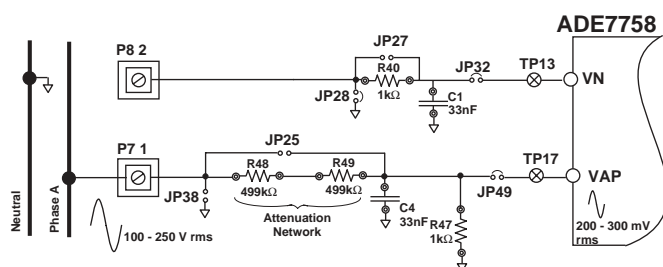 ADE7758
P8 2
JP27
R40
1kΩ
JP32
TP13
VN
JP28
C1
33nF
P7 1
JP25
R48
499kΩ
R49
499kΩ
JP38
Attenuation
Network
C4
33nF
R47
1kΩ
JP49
TP17
VAP
Neutral
Phase A
100 - 250 V rms
200 - 300 mV
rms